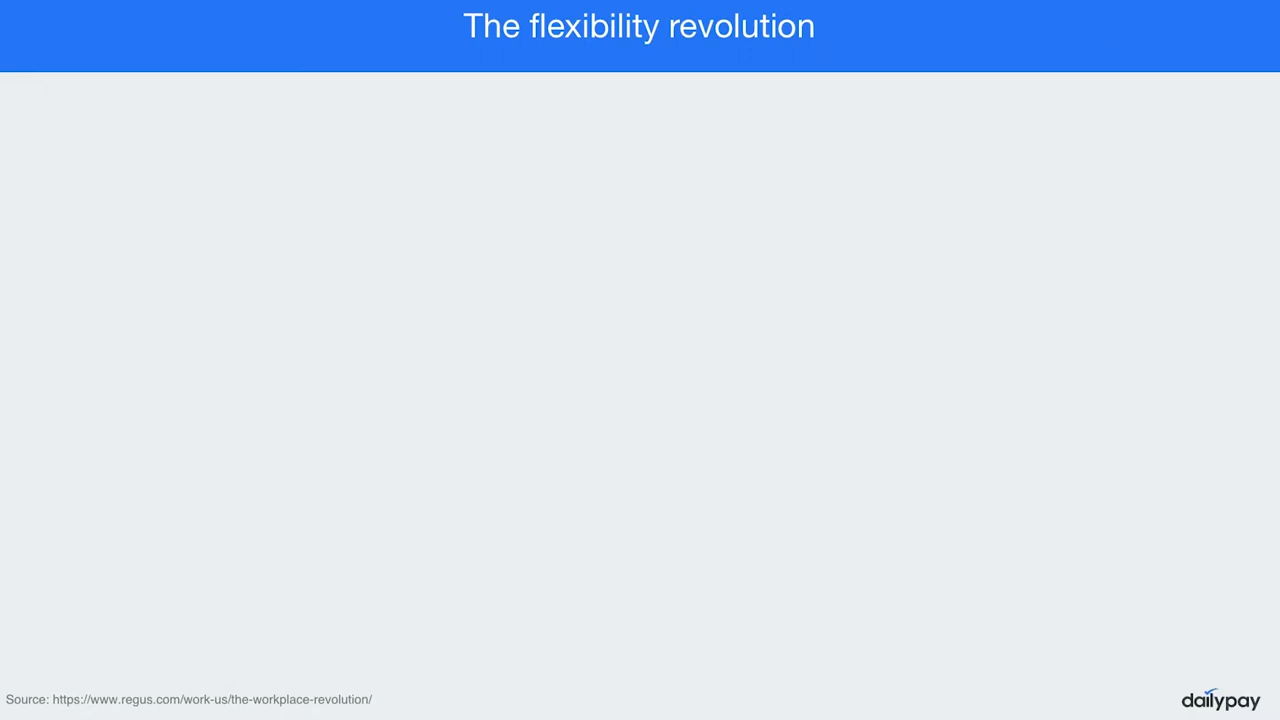 The flexibility revolution
Source: https://www.regus.com/work-us/the-workplace-revolution/
dailypay